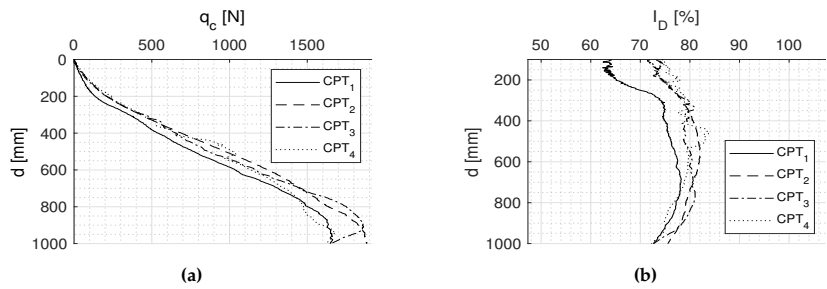 q_c [N]
0 500 1000 1500
0
200
400
600
800
1000
d [mm]
CPT_1
CPT_2
CPT_3
CPT_4
(a)
I_D [%]
50 60 70 80 90 100
200
400
600
800
1000
d [mm]
CPT_1
CPT_2
CPT_3
CPT_4
(b)